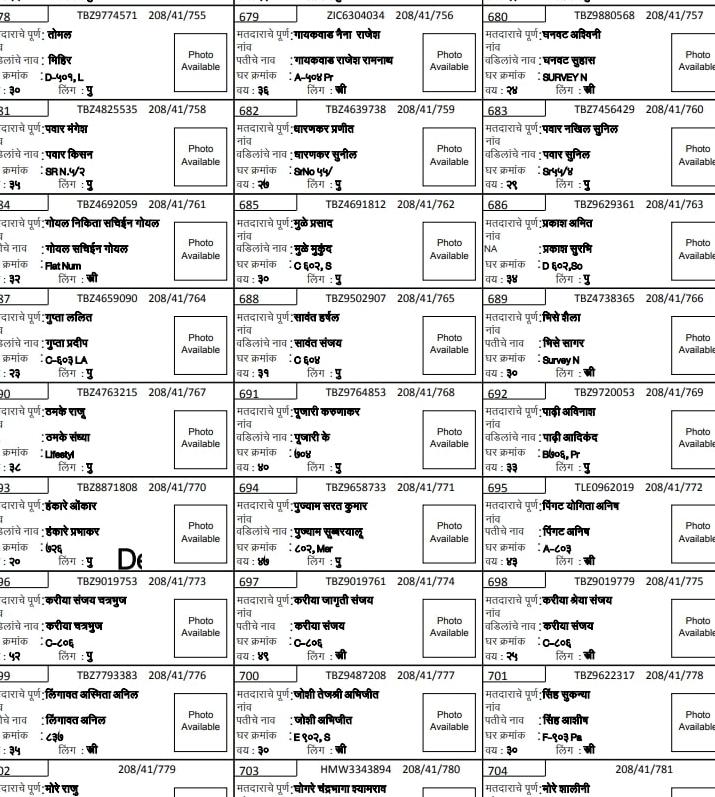 78 TBZ9774571 208/41/755
दाराचे पूर्ण : तोमल
नांव
डिलांचे नाव : मिहिर
क्रमांक : D-५०१, L
: ३० लिंग : पु
Photo
Available
679 ZIC6304034 208/41/756
मतदाराचे पूर्ण : गायकवाड नैना राजेश
नांव
पतीचे नाव : गायकवाड राजेश रामनाथ
घर क्रमांक : A-५०४ Pr
वय : ३६ लिंग : स्त्री
Photo
Available
680 TBZ9880568 208/41/757
मतदाराचे पूर्ण : घनवट अश्विनी
नांव
वडिलांचे नाव : घनवट सुहास
घर क्रमांक : SURVEY N
वय : २४ लिंग : स्त्री
Photo
Available
81 TBZ4825535 208/41/758
दाराचे पूर्ण : पवार मंगेश
डिलांचे नाव : पवार किसन
क्रमांक : SR N.५/२
: ३५ लिंग : पु
Photo
Available
682 TBZ4639738 208/41/759
मतदाराचे पूर्ण : धारणकर प्रणीत
नांव
वडिलांचे नाव : धारणकर सुनील
घर क्रमांक : SrNo ५५/
वय : २७ लिंग : पु
Photo
Available
683 TBZ7456429 208/41/760
मतदाराचे पूर्ण : पवार नखिल सुनिल
नांव
वडिलांचे नाव : पवार सुनिल
घर क्रमांक : Sr५५/४
वय : २९ लिंग : पु
Photo
Available
84 TBZ4692059 208/41/761
दाराचे पूर्ण : गोयल निकिता सचिईन गोयल
ीचे नाव : गोयल सचिईन गोयल
क्रमांक : Flat Num
: ३२ लिंग : स्त्री
Photo
Available
685 TBZ4691812 208/41/762
मतदाराचे पूर्ण : मुळे प्रसाद
नांव
वडिलांचे नाव : मुळे मुकुंद
घर क्रमांक : C ६०२, S
वय : ३० लिंग : पु
Photo
Available
686 TBZ9629361 208/41/763
मतदाराचे पूर्ण : प्रकाश अमित
नांव
NA : प्रकाश सुरभि
घर क्रमांक : D ६०२,So
वय : ३४ लिंग : पु
Photo
Available
87 TBZ4659090 208/41/764
दाराचे पूर्ण : गुप्ता ललित
डिलांचे नाव : गुप्ता प्रदीप
क्रमांक : C-६०३ LA
: २३ लिंग : पु
Photo
Available
688 TBZ9502907 208/41/765
मतदाराचे पूर्ण : सावंत हर्षल
नांव
वडिलांचे नाव : सावंत संजय
घर क्रमांक : C ६०४
वय : ३१ लिंग : पु
Photo
Available
689 TBZ4738365 208/41/766
मतदाराचे पूर्ण : भिसे शैला
नांव
पतीचे नाव : भिसे सागर
घर क्रमांक : Survey N
वय : ३० लिंग : स्त्री
Photo
Available
90 TBZ4763215 208/41/767
दाराचे पूर्ण : ठमके राजू
: ठमके संध्या
क्रमांक : Lifestyl
: ३८ लिंग : पु
Photo
Available
691 TBZ9764853 208/41/768
मतदाराचे पूर्ण : पूजारी करुणाकर
नांव
वडिलांचे नाव : पूजारी के
घर क्रमांक : ७०४
वय : ४० लिंग : पु
Photo
Available
692 TBZ9720053 208/41/769
मतदाराचे पूर्ण : पाढ़ी अविनाश
नांव
वडिलांचे नाव : पाढ़ी आदिकंद
घर क्रमांक : B७०६, Pr
वय : ३३ लिंग : पु
Photo
Available
93 TBZ8871808 208/41/770
दाराचे पूर्ण : हंकारे ओंकार
डिलांचे नाव : हंकारे प्रभाकर
क्रमांक : ७२६
: २० लिंग : पु De
Photo
Available
694 TBZ9658733 208/41/771
मतदाराचे पूर्ण : पुज्याम सरत कुमार
नांव
वडिलांचे नाव : पुज्याम सुब्बरयालू
घर क्रमांक : ८०२, Mar
वय : ४७ लिंग : पु
Photo
Available
695 TLE0962019 208/41/772
मतदाराचे पूर्ण : पिंगट योगिता अनिष
नांव
पतीचे नाव : पिंगट अनिष
घर क्रमांक : A-८०३
वय : ४३ लिंग : स्त्री
Photo
Available
96 TBZ9019753 208/41/773
दाराचे पूर्ण : करीया संजय चत्रभुज
डिलांचे नाव : करीया चत्रभुज
क्रमांक : C-८०६
: ५२ लिंग : पु
Photo
Available
697 TBZ9019761 208/41/774
मतदाराचे पूर्ण : करीया जागृती संजय
नांव
पतीचे नाव : करीया संजय
घर क्रमांक : C-८०६
वय : ४९ लिंग : स्त्री
Photo
Available
698 TBZ9019779 208/41/775
मतदाराचे पूर्ण : करीया श्रेया संजय
नांव
वडिलांचे नाव : करीया संजय
घर क्रमांक : C-८०६
वय : २५ लिंग : स्त्री
Photo
Available
99 TBZ7793383 208/41/776
दाराचे पूर्ण : लिंगावत अस्मिता अनिल
ीचे नाव : लिंगावत अनिल
क्रमांक : ८३७
: ३५ लिंग : स्त्री
Photo
Available
700 TBZ9487208 208/41/777
मतदाराचे पूर्ण : जोशी तेजश्री अभिजीत
नांव
पतीचे नाव : जोशी अभिजीत
घर क्रमांक : E ९०२, S
वय : ३० लिंग : स्त्री
Photo
Available
701 TBZ9622317 208/41/778
मतदाराचे पूर्ण : सिंह सुकन्या
नांव
पतीचे नाव : सिंह आशीष
घर क्रमांक : F-९०३ Pa
वय : ३० लिंग : स्त्री
Photo
Available
02 208/41/779
दाराचे पूर्ण : मोरे राजू
703 HMW3343894 208/41/780
मतदाराचे पूर्ण : घोगरे चंद्रभागा श्यामराव
704 208/41/781
मतदाराचे पूर्ण : मोरे शालीनी